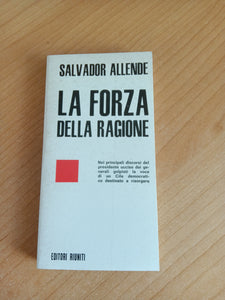 SALVADOR ALLENDE
LA FORZA
DELLA RAGIONE
Nei principali discorsi del
presidente ucciso dai ge-
nerali golpisti la voce
di un Cile democrati-
co destinato a risorgere
EDITORI RIUNITI